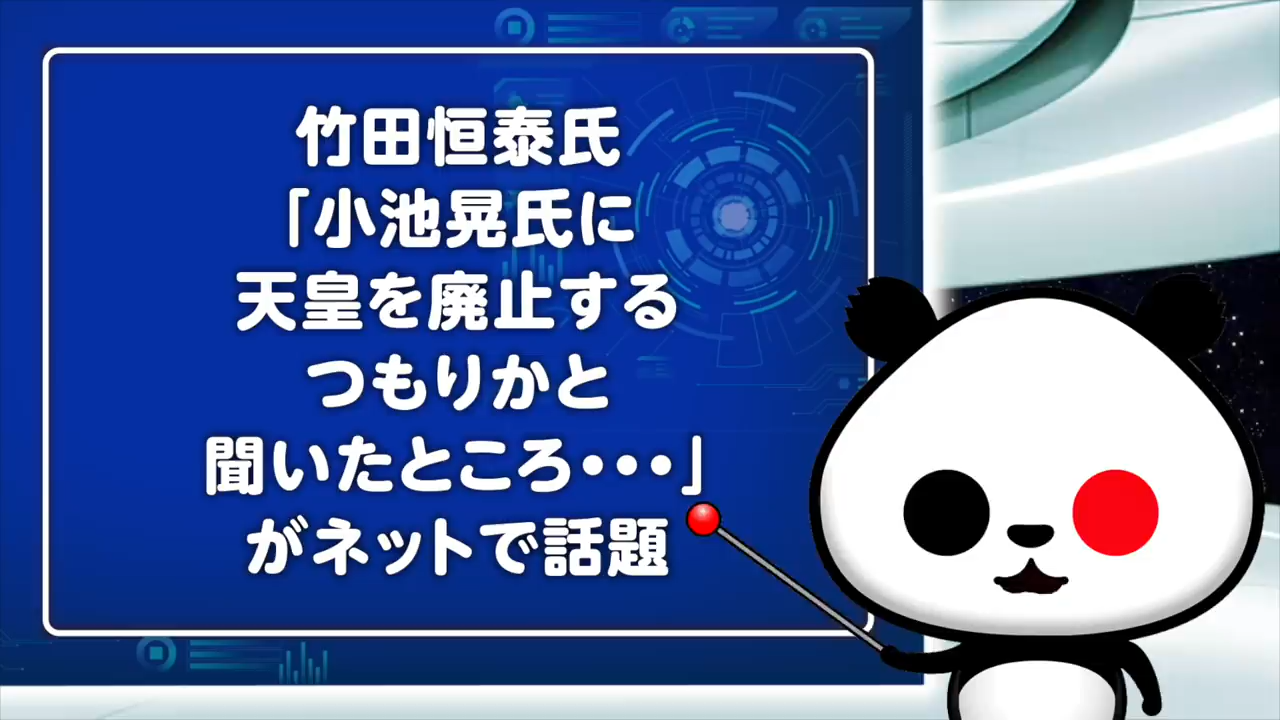 竹田恒泰氏
「小池晃氏に
天皇を廃止する
つもりかと
聞いたところ・・・」
がネットで話題